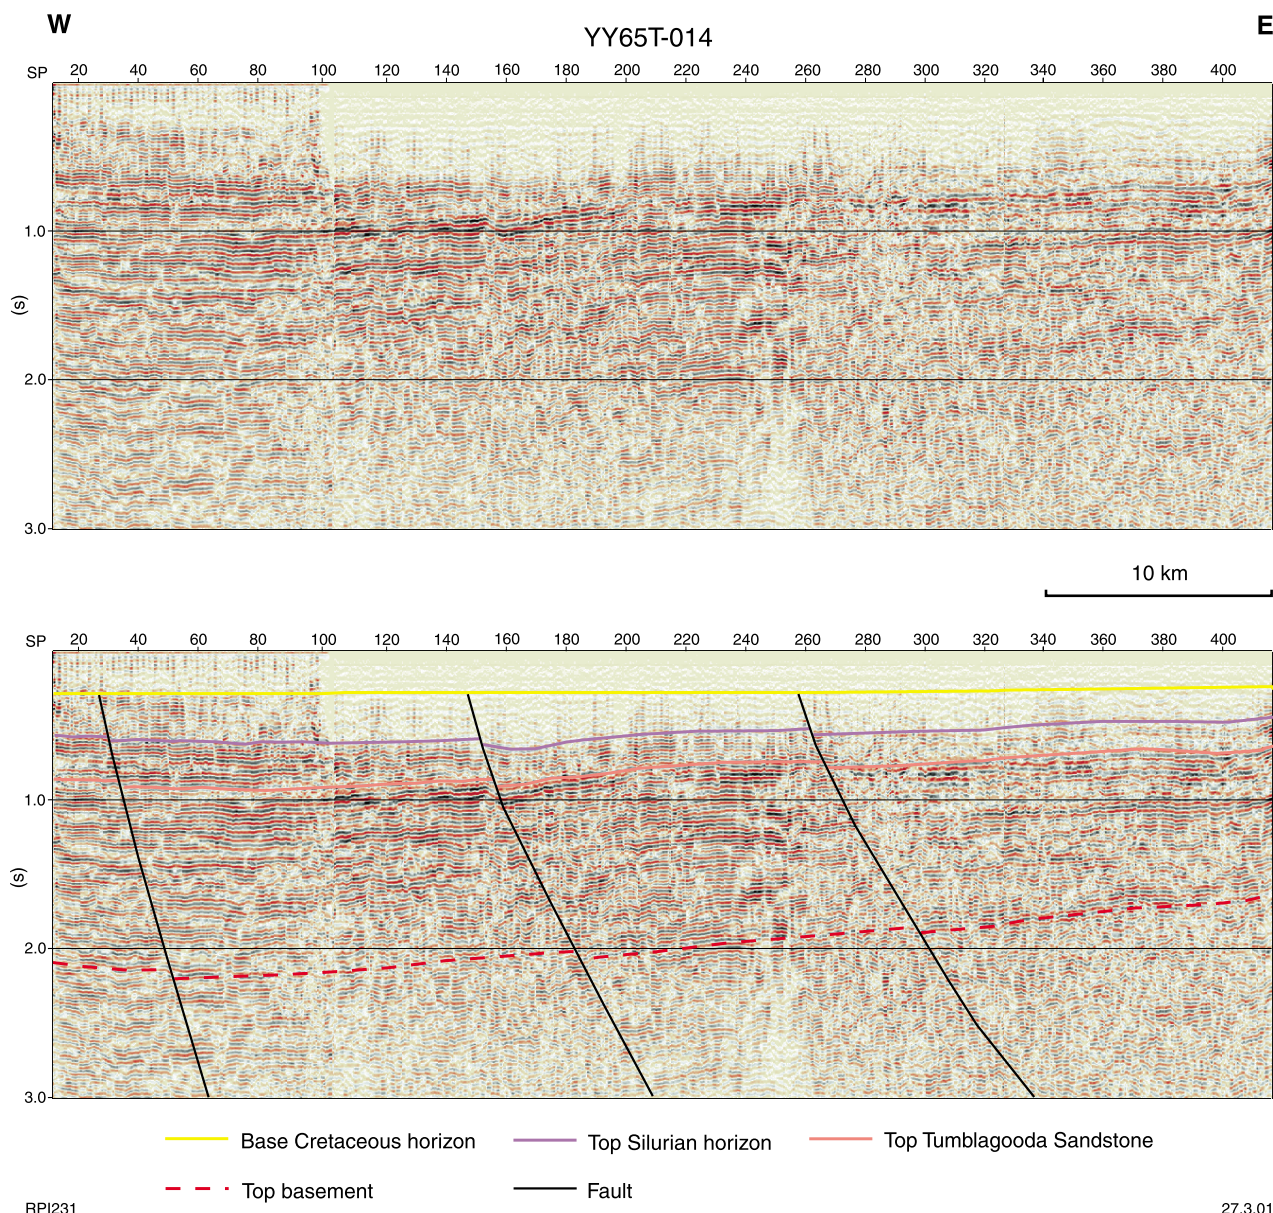 W E
YY65T-014
SP 20 40 60 80 100 120 140 160 180 200 220 240 260 280 300 320 340 360 380 400
1.0
(s)
2.0
3.0
10 km
SP 20 40 60 80 100 120 140 160 180 200 220 240 260 280 300 320 340 360 380 400
1.0
(s)
2.0
3.0
Base Cretaceous horizon Top Silurian horizon Top Tumblagooda Sandstone
Top basement Fault
RPI231 27.3.01